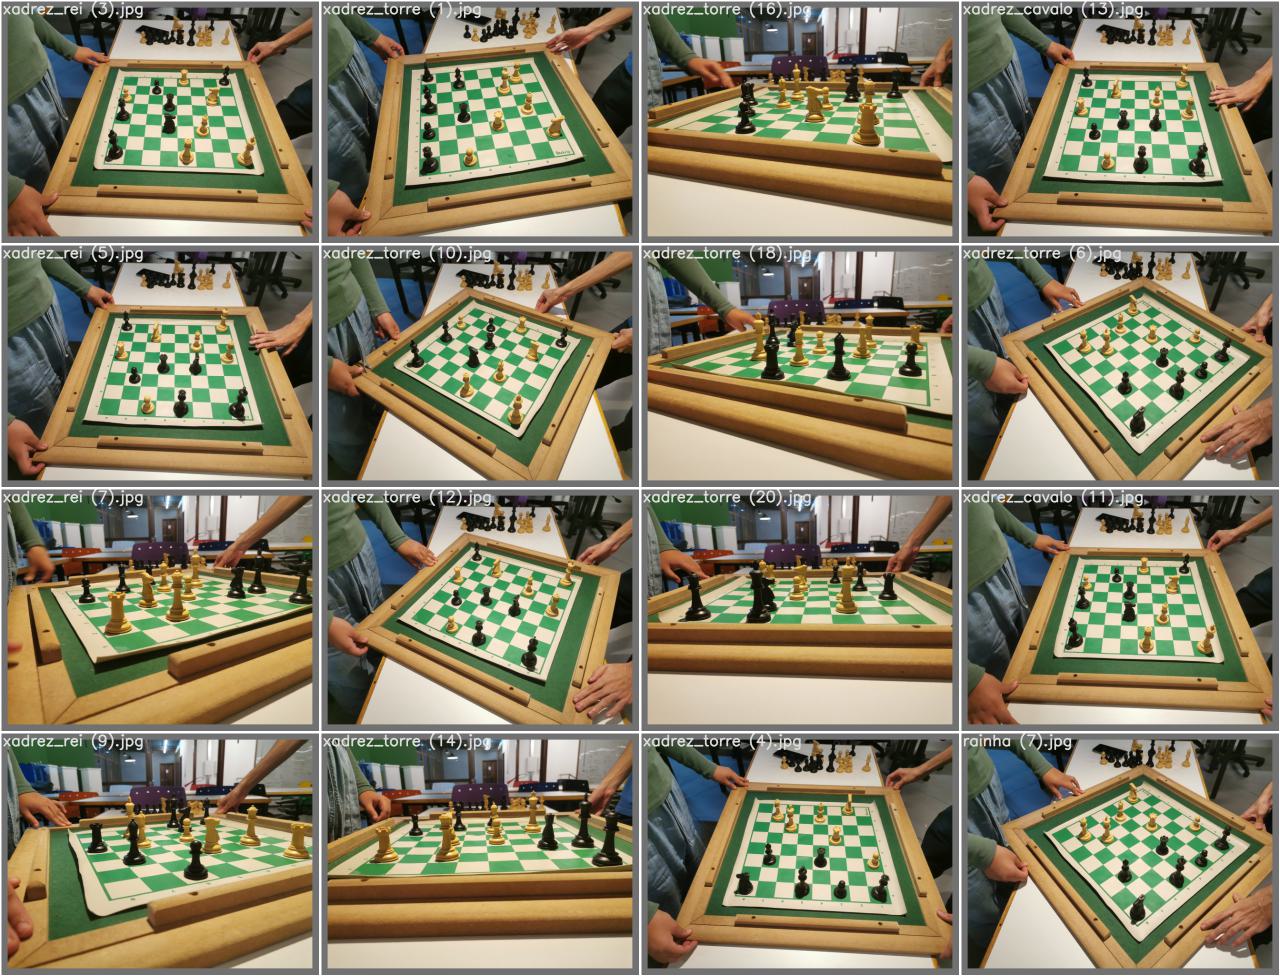 xadrez_rei (3).jpg
xadrez_torre (1).jpg
xadrez_torre (16).jpg
xadrez_cavalo (13).jpg
xadrez_rei (5).jpg
xadrez_torre (10).jpg
xadrez_torre (18).jpg
xadrez_torre (6).jpg
xadrez_rei (7).jpg
xadrez_torre (12).jpg
xadrez_torre (20).jpg
xadrez_cavalo (11).jpg
xadrez_rei (9).jpg
xadrez_torre (14).jpg
xadrez_torre (4).jpg
rainha (7).jpg